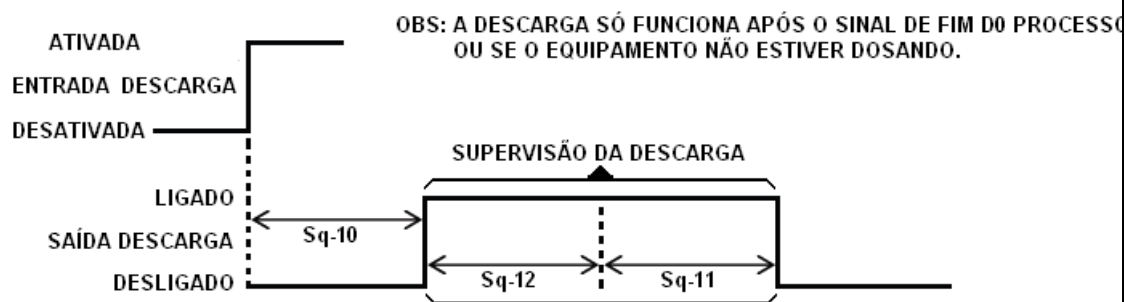 OBS: A DESCARGA SÓ FUNCIONA APÓS O SINAL DE FIM D0 PROCESSO
OU SE O EQUIPAMENTO NÃO ESTIVER DOSANDO.
ATIVADA
ENTRADA DESCARGA
DESATIVADA
SUPERVISÃO DA DESCARGA
LIGADO
Sq-10
SAÍDA DESCARGA
DESLIGADO
Sq-12
Sq-11